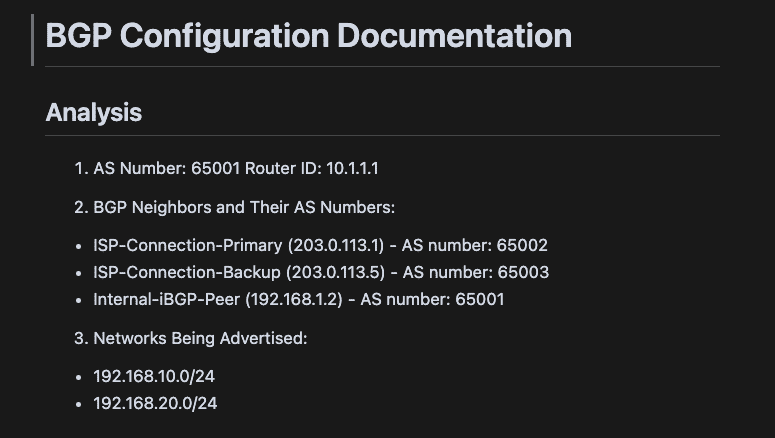 BGP Configuration Documentation
Analysis
1. AS Number: 65001 Router ID: 10.1.1.1
2. BGP Neighbors and Their AS Numbers:
• ISP-Connection-Primary (203.0.113.1) - AS number: 65002
• ISP-Connection-Backup (203.0.113.5) - AS number: 65003
• Internal-iBGP-Peer (192.168.1.2) - AS number: 65001
3. Networks Being Advertised:
• 192.168.10.0/24
• 192.168.20.0/24